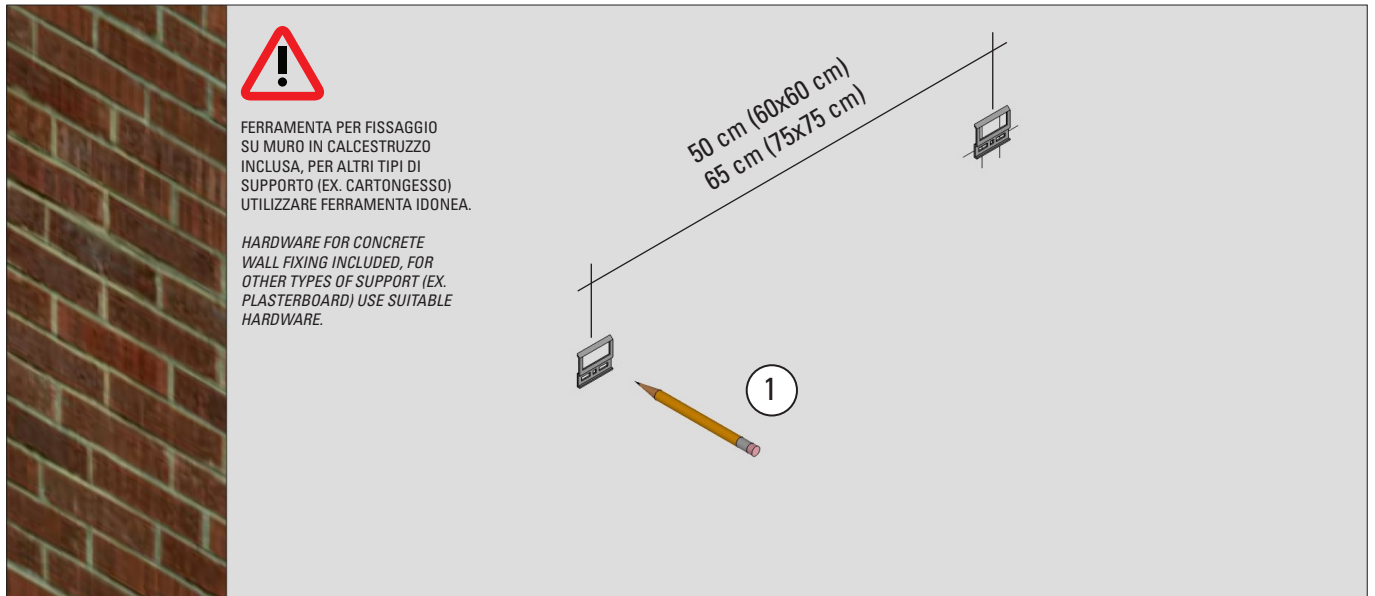 FERRAMENTA PER FISSAGGIO
SU MURO IN CALCESTRUZZO
INCLUSA, PER ALTRI TIPI DI
SUPPORTO (EX. CARTONGESSO)
UTILIZZARE FERRAMENTA IDONEA.
HARDWARE FOR CONCRETE
WALL FIXING INCLUDED, FOR
OTHER TYPES OF SUPPORT (EX.
PLASTERBOARD) USE SUITABLE
HARDWARE.
50 cm (60x60 cm)
65 cm (75x75 cm)
1